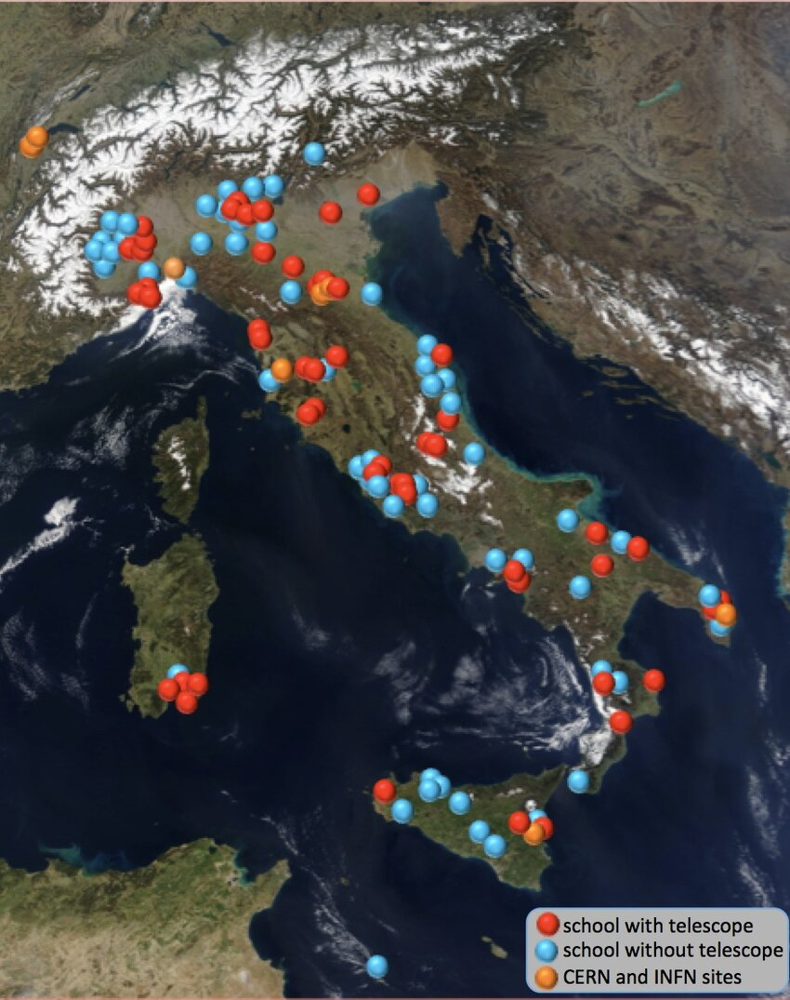 school with telescope
school without telescope
CERN and INFN sites